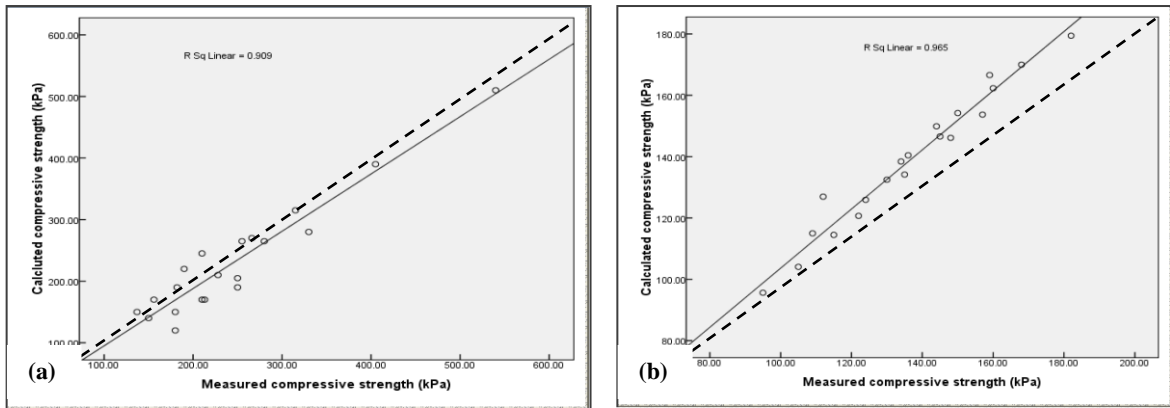 R Sq Linear = 0.909
Calcluted compressive strength (kPa)
600.00
500.00
400.00
300.00
200.00
100.00
100.00 200.00 300.00 400.00 500.00 600.00
Measured compressive strength (kPa)
(a)
R Sq Linear = 0.965
Calculated compressive strength (kPa)
180.00
160.00
140.00
120.00
100.00
80.00
80.00 100.00 120.00 140.00 160.00 180.00 200.00
Measured compressive strength (kPa)
(b)